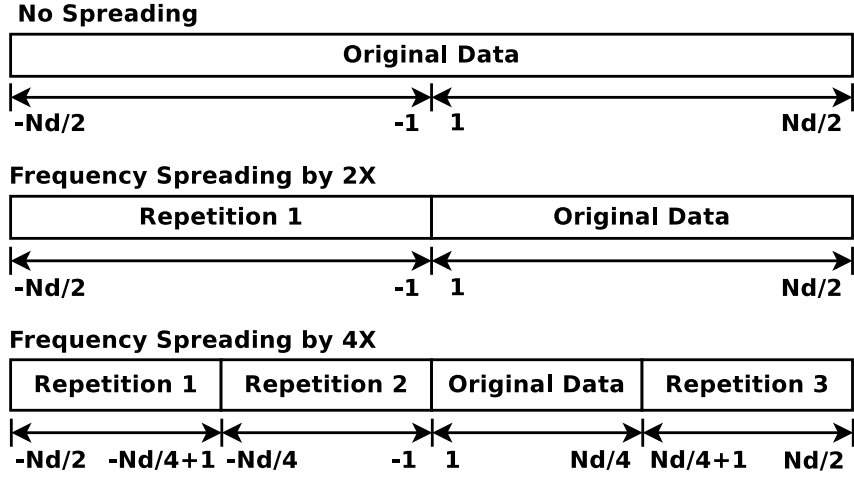 No Spreading
Original Data
-Nd/2 -1 1 Nd/2
Frequency Spreading by 2X
Repetition 1 Original Data
-Nd/2 -1 1 Nd/2
Frequency Spreading by 4X
Repetition 1 Repetition 2 Original Data Repetition 3
-Nd/2 -Nd/4+1 -Nd/4 -1 1 Nd/4 Nd/4+1 Nd/2